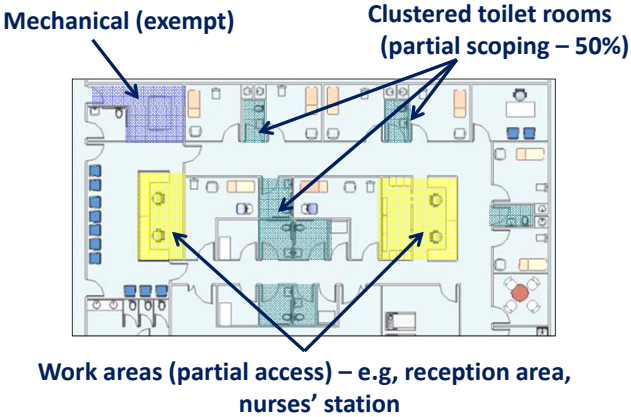 Mechanical (exempt)
Clustered toilet rooms
(partial scoping – 50%)
Work areas (partial access) – e.g, reception area,
nurses’ station